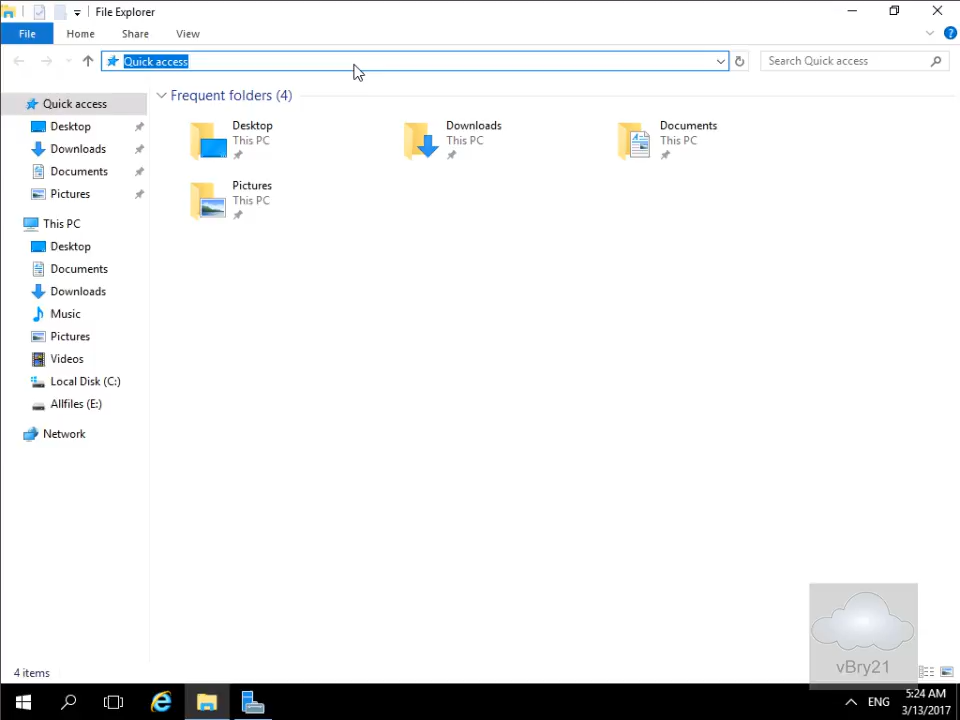 File Explorer
File
Home
Share
View
Quick access
Search Quick access
Quick access
Desktop
Downloads
Documents
Pictures
This PC
Desktop
Documents
Downloads
Music
Pictures
Videos
Local Disk (C:)
Allfiles (E:)
Network
Frequent folders (4)
Desktop
This PC
Downloads
This PC
Documents
This PC
Pictures
This PC
vBry21
4 items
ENG
5:24 AM
3/13/2017